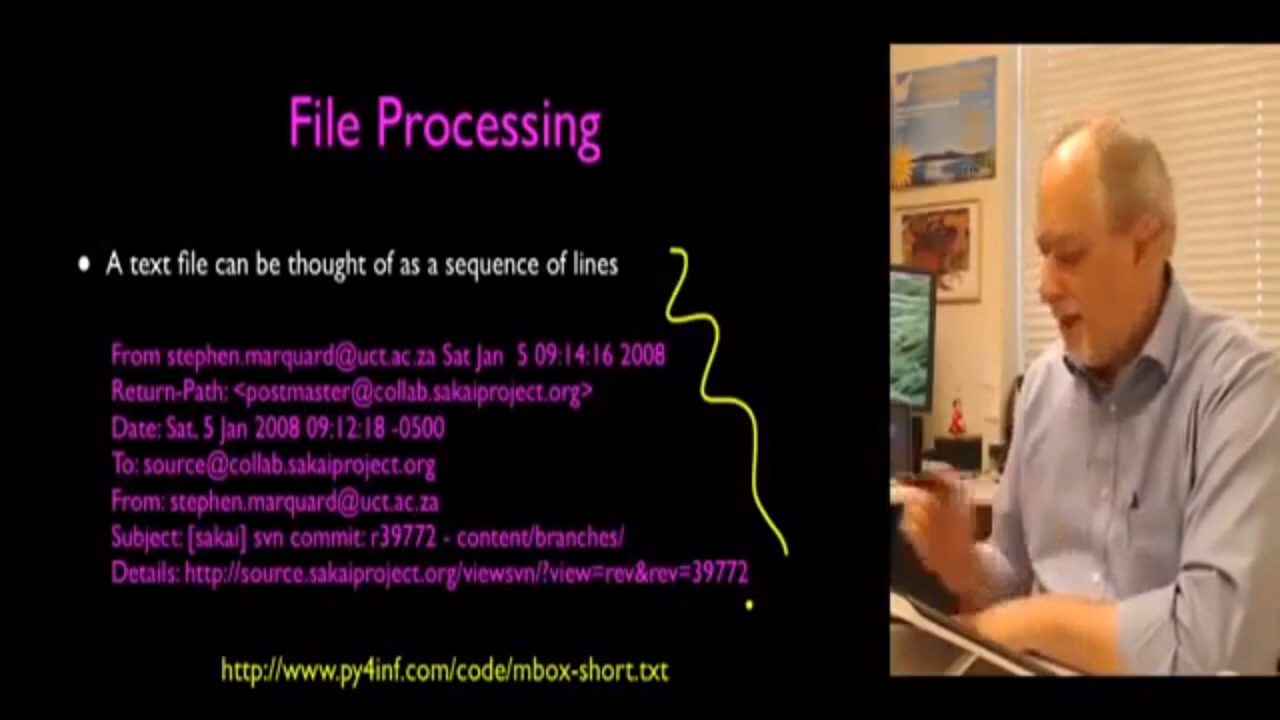 File Processing
• A text file can be thought of as a sequence of lines
From stephen.marquard@uct.ac.za Sat Jan  5 09:14:16 2008
Return-Path: <postmaster@collab.sakaiproject.org>
Date: Sat, 5 Jan 2008 09:12:18 -0500
To: source@collab.sakaiproject.org
From: stephen.marquard@uct.ac.za
Subject: [sakai] svn commit: r39772 - content/branches/
Details: http://source.sakaiproject.org/viewsvn/?view=rev&rev=39772
http://www.py4inf.com/code/mbox-short.txt